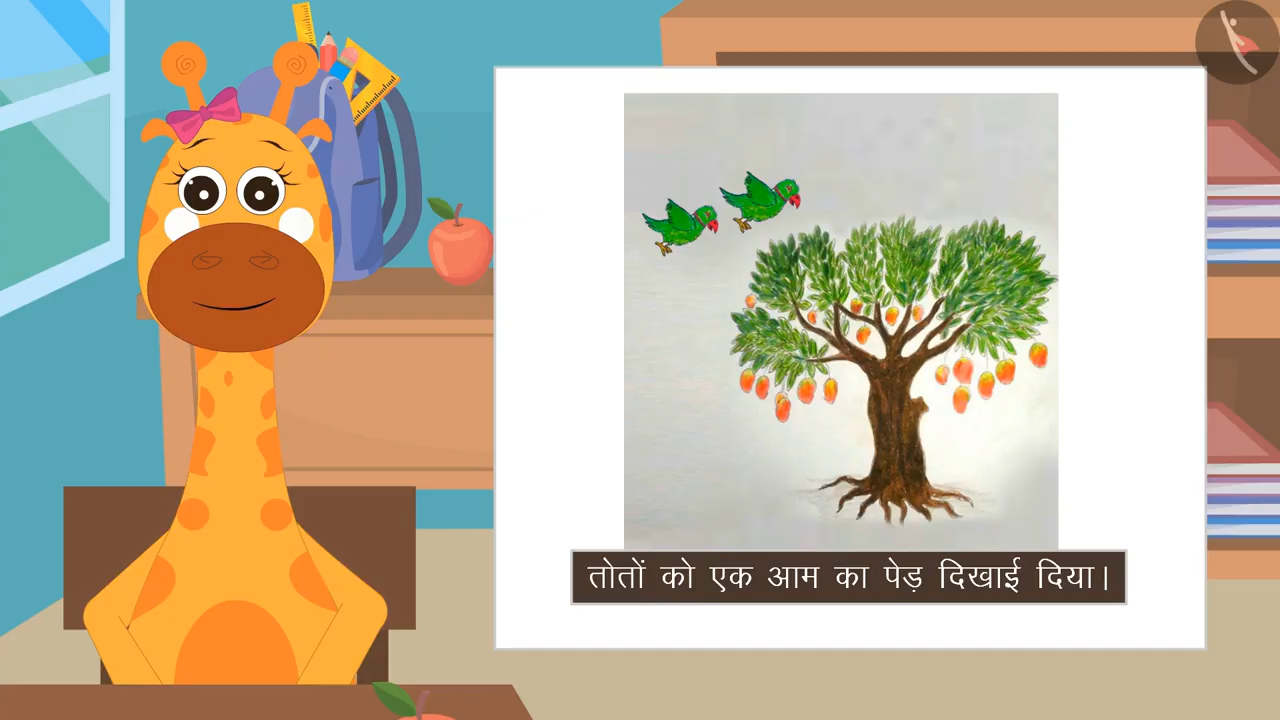 तोतों को एक आम का पेड़ दिखाई दिया।